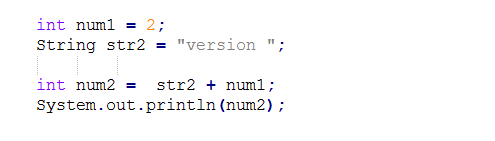 int num1 = 2;
String str2 = "version ";
int num2 =  str2 + num1;
System.out.println(num2);